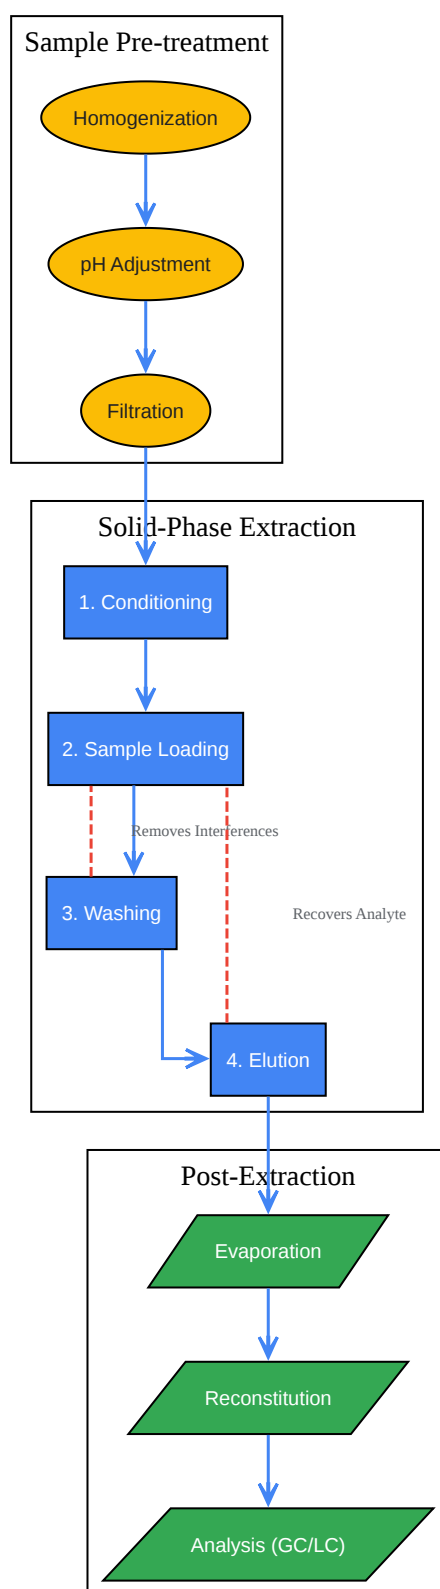 Sample Pre-treatment
Homogenization
pH Adjustment
Filtration
Solid-Phase Extraction
1. Conditioning
2. Sample Loading
Removes Interferences
3. Washing
Recovers Analyte
4. Elution
Post-Extraction
Evaporation
Reconstitution
Analysis (GC/LC)